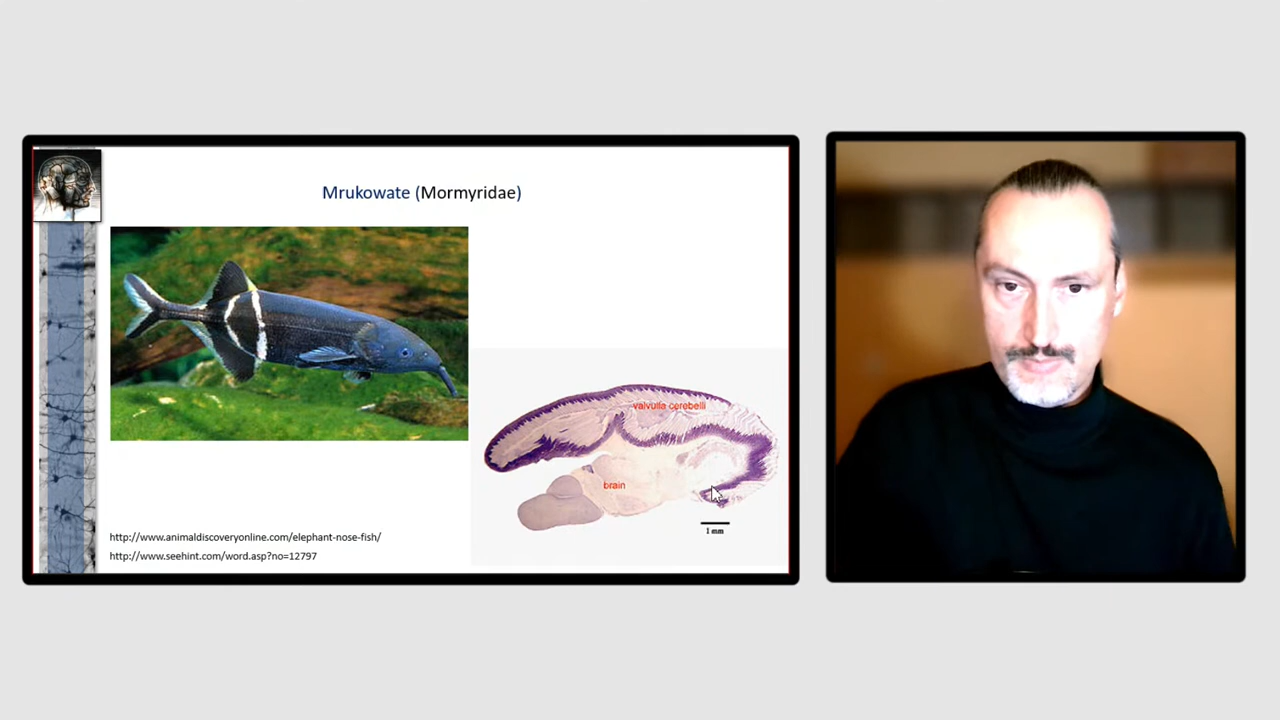 Mrukowate (Mormyridae)
valvulla cerebelli
brain
1 mm
http://www.animaldiscoveryonline.com/elephant-nose-fish/
http://www.seehint.com/word.asp?no=12797